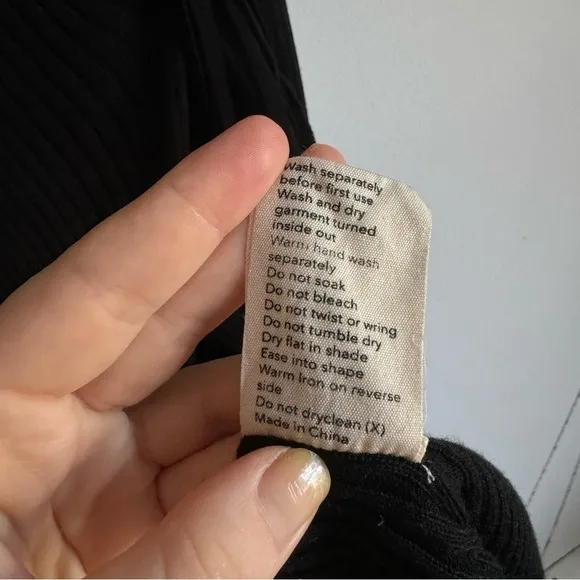 Wash separately
before first use
Wash and dry
garment turned
inside out
Warm hand wash
separately
Do not soak
Do not bleach
Do not twist or wring
Do not tumble dry
Dry flat in shade
Ease into shape
Warm Iron on reverse
side
Do not dryclean (X)
Made in China